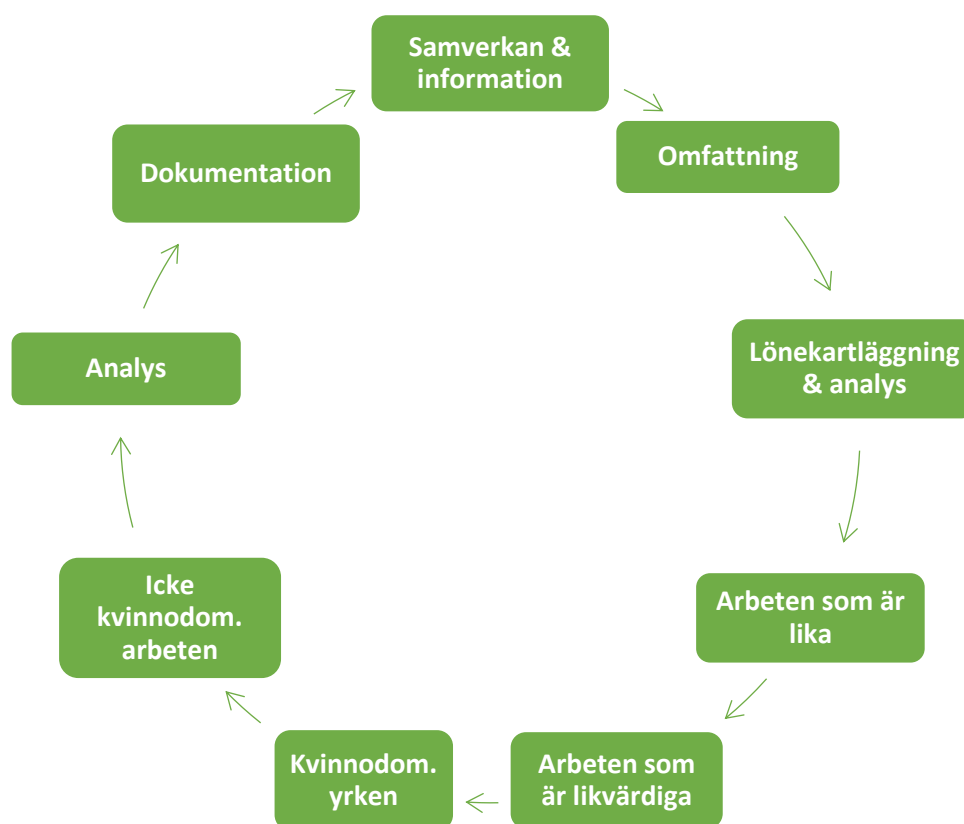 Samverkan &
information
Omfattning
Lönekartläggning
& analys
Arbeten som är
lika
Arbeten som
är likvärdiga
Kvinnodom.
yrken
Icke
kvinnodom.
arbeten
Analys
Dokumentation